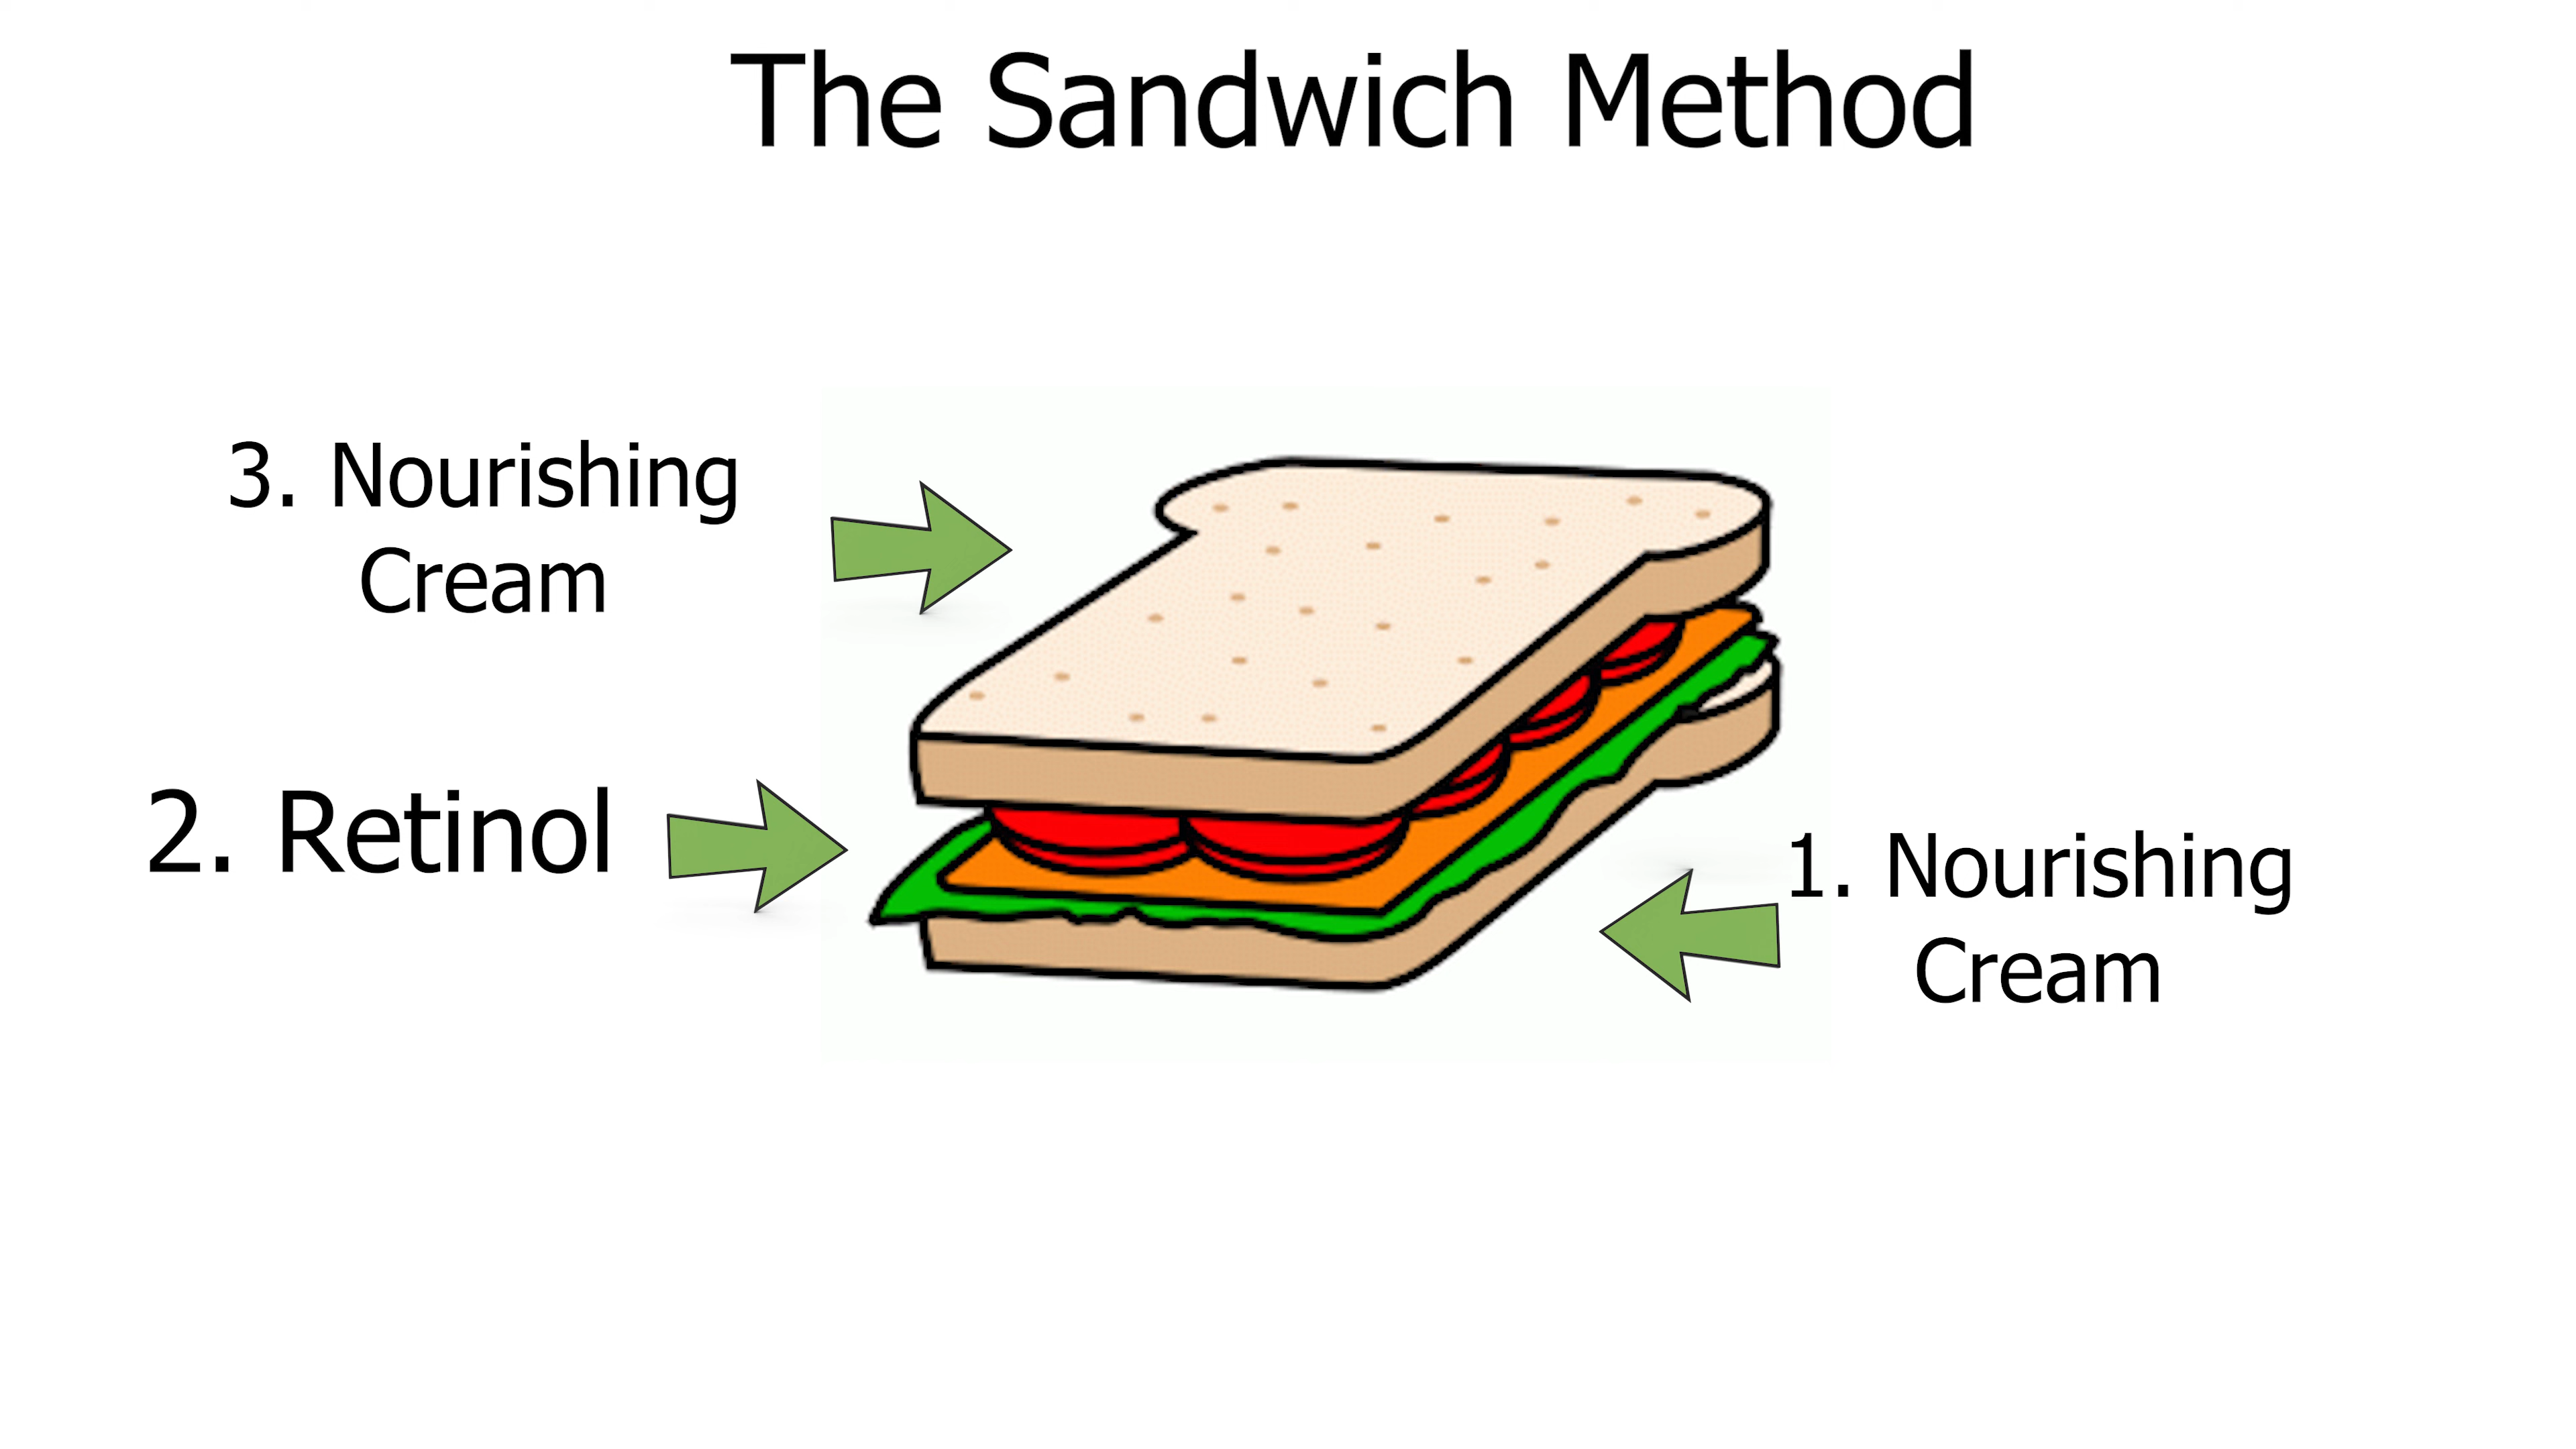 The Sandwich Method
3. Nourishing
Cream
2. Retinol
1. Nourishing
Cream